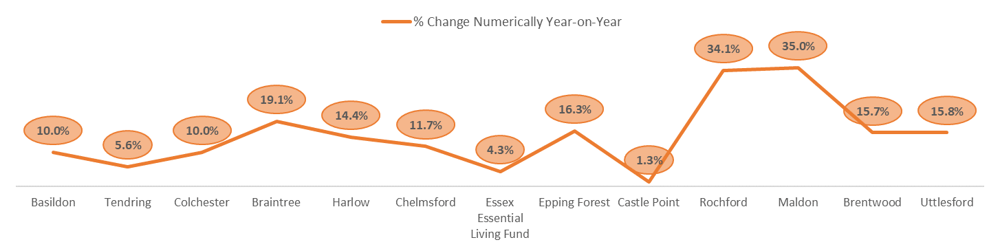 % Change Numerically Year-on-Year
10.0%
5.6%
10.0%
19.1%
14.4%
11.7%
4.3%
16.3%
1.3%
34.1%
35.0%
15.7%
15.8%
Basildon
Tendring
Colchester
Braintree
Harlow
Chelmsford
Essex
Essential
Living Fund
Epping Forest
Castle Point
Rochford
Maldon
Brentwood
Uttlesford